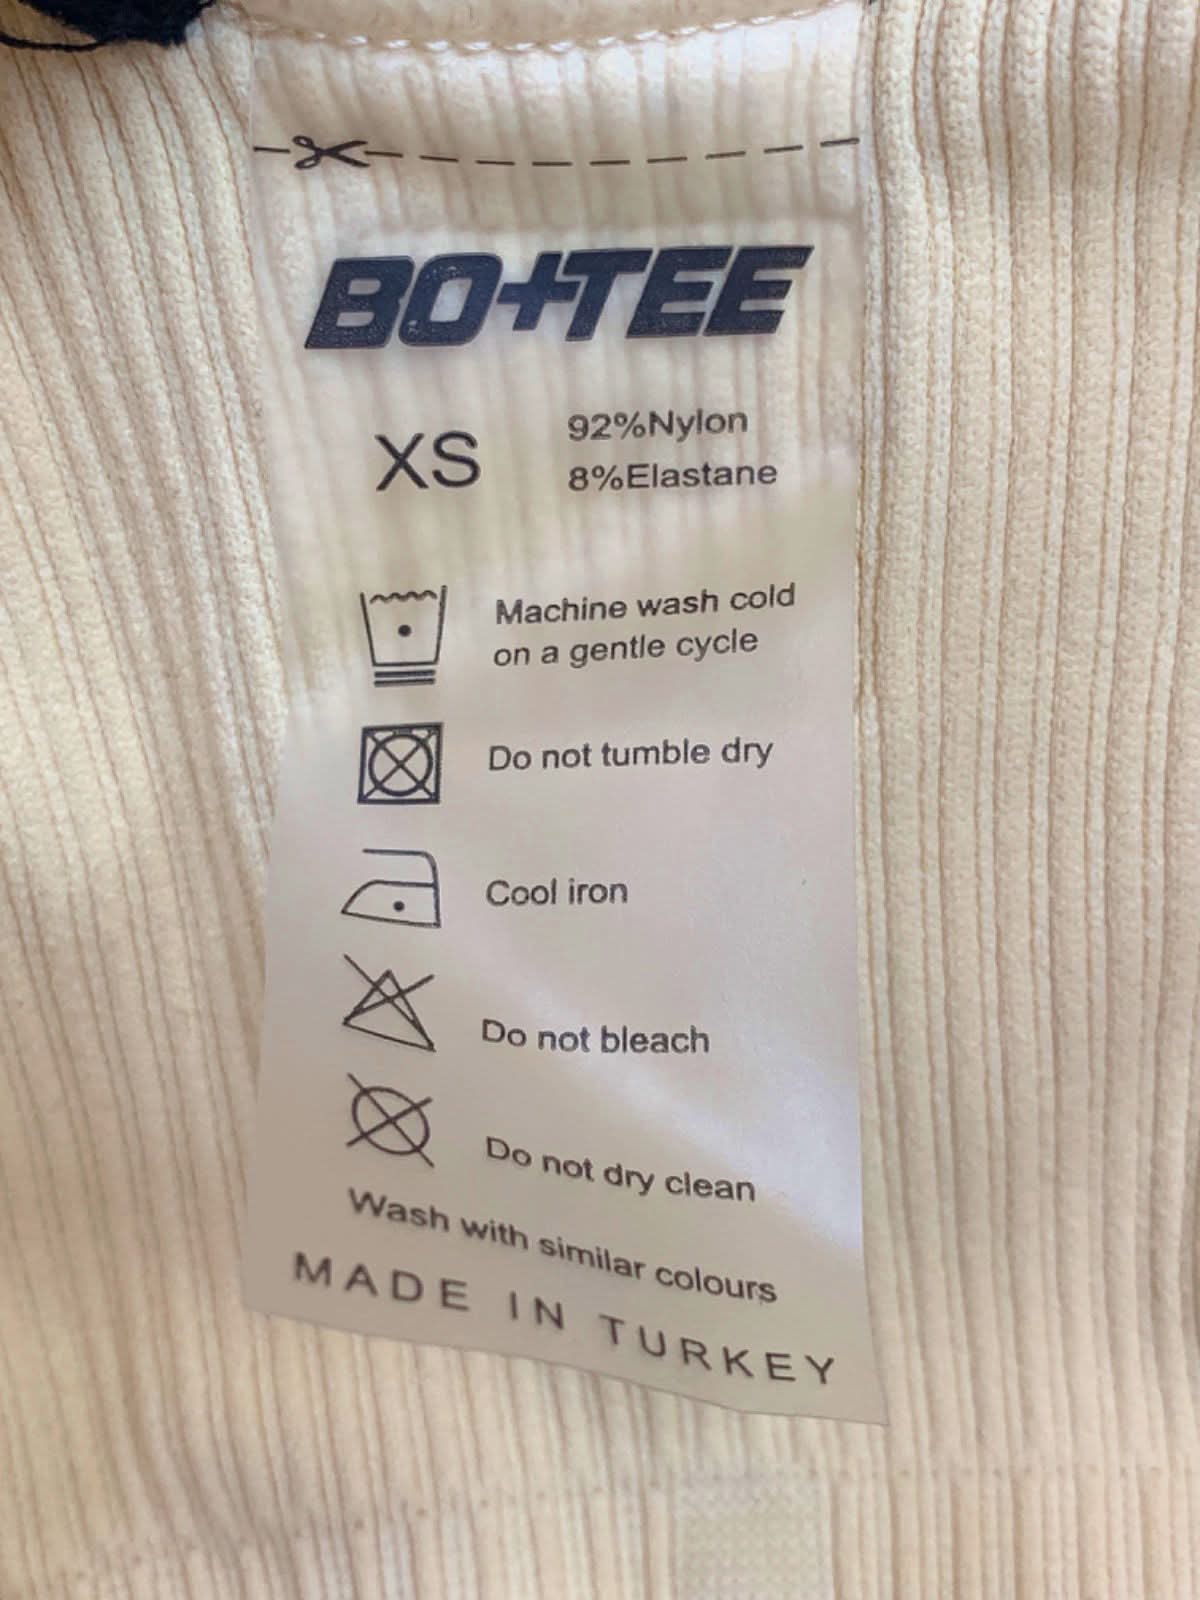 BO+TEE
XS
92%Nylon
8%Elastane
Machine wash cold
on a gentle cycle
Do not tumble dry
Cool iron
Do not bleach
Do not dry clean
Wash with similar colours
MADE IN TURKEY